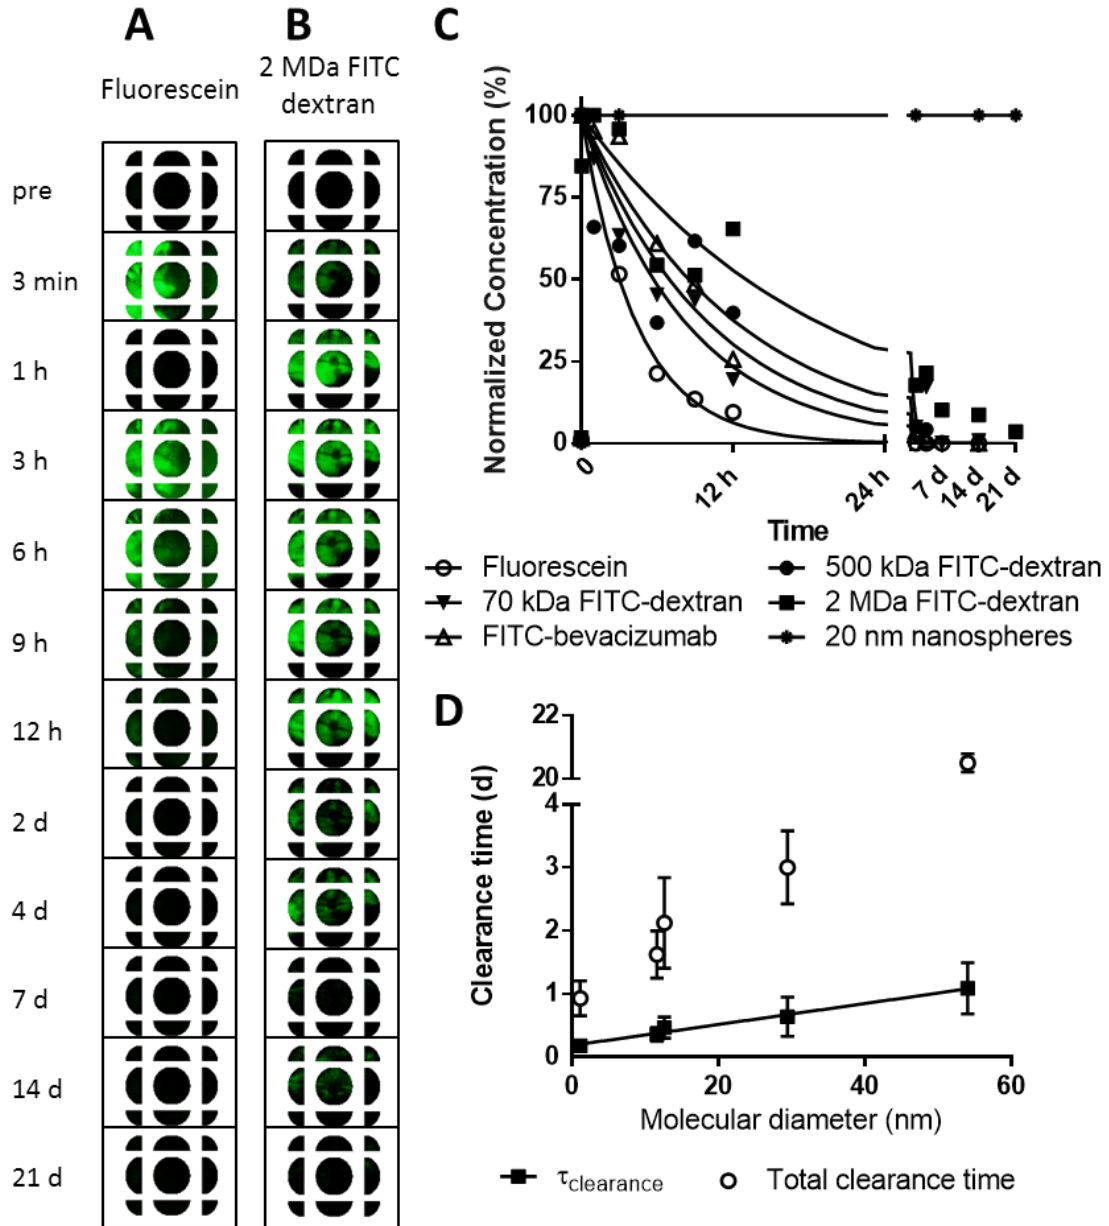 A
B
C
Fluorescein
2 MDa FITC
dextran
pre
3 min
1 h
3 h
6 h
9 h
12 h
2 d
4 d
7 d
14 d
21 d
Normalized Concentration (%)
100
75
50
25
0
0
12 h
24 h
7 d
14 d
21 d
Time
Fluorescein
70 kDa FITC-dextran
FITC-bevacizumab
500 kDa FITC-dextran
2 MDa FITC-dextran
20 nm nanospheres
D
Clearance time (d)
22
20
4
3
2
1
0
0
20
40
60
Molecular diameter (nm)
τclearance
Total clearance time